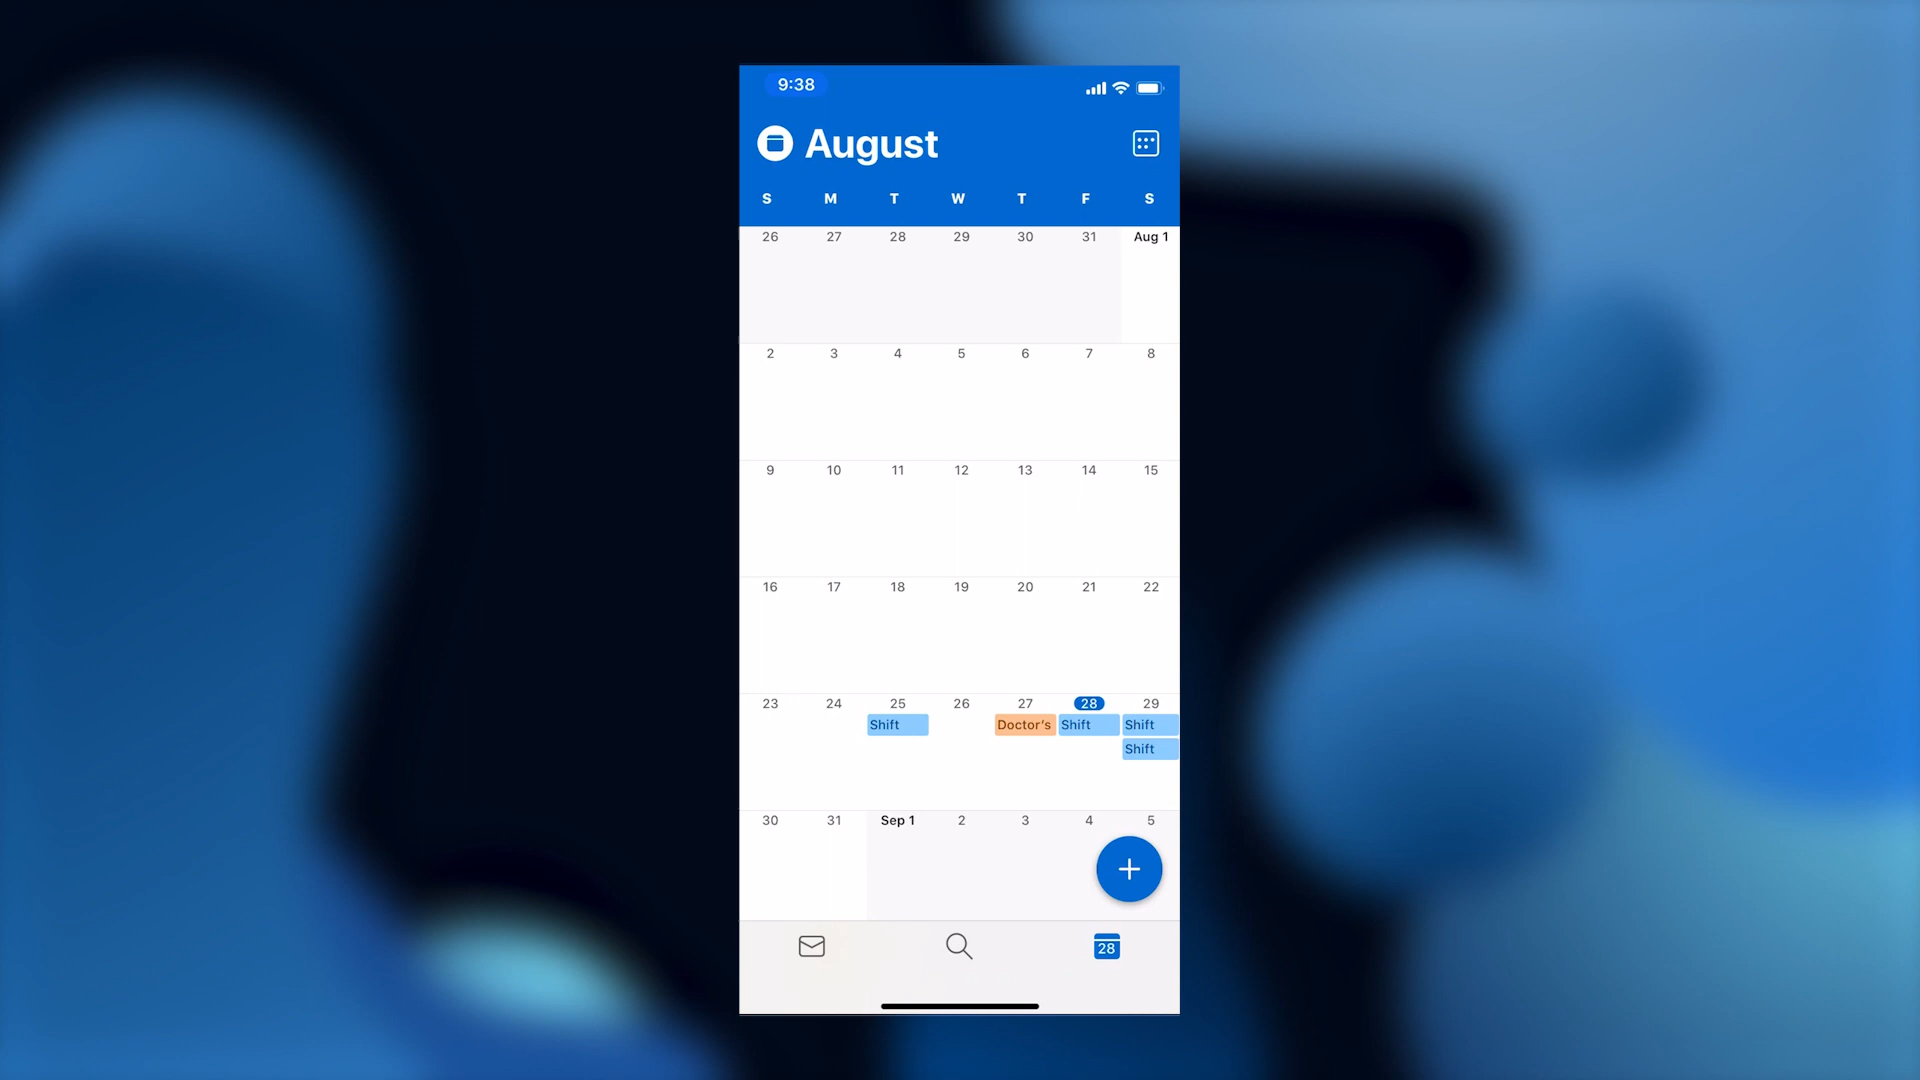 9:38
August
S M T W T F S
26 27 28 29 30 31 Aug 1
2 3 4 5 6 7 8
9 10 11 12 13 14 15
16 17 18 19 20 21 22
23 24 25 26 27 28 29
Shift Doctor's Shift Shift
Shift
30 31 Sep 1 2 3 4 5
28